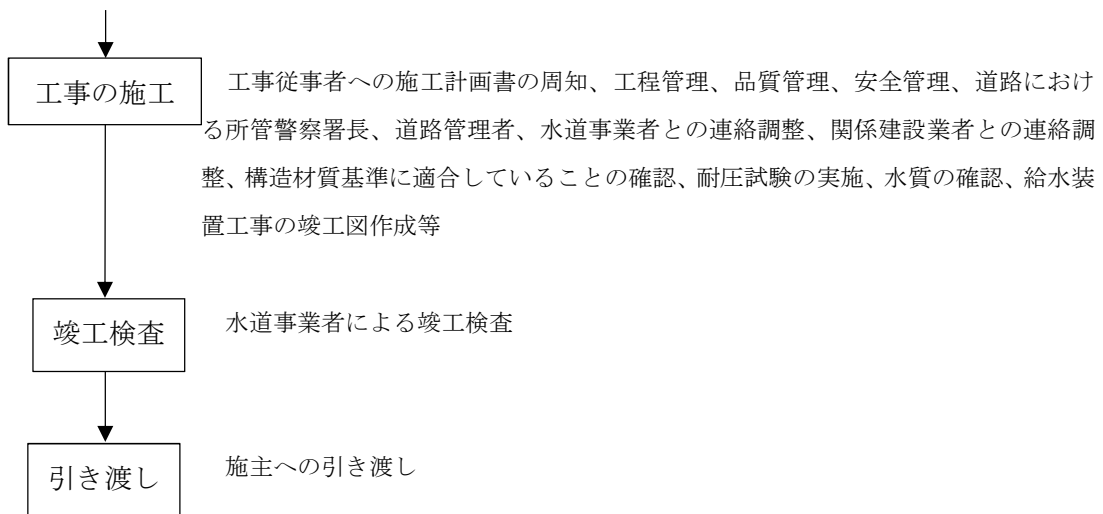 工事の施工
工事従事者への施工計画書の周知、工程管理、品質管理、安全管理、道路におけ
る所管警察署長、道路管理者、水道事業者との連絡調整、関係建設業者との連絡調
整、構造材質基準に適合していることの確認、耐圧試験の実施、水質の確認、給水装
置工事の竣工図作成等
竣工検査
水道事業者による竣工検査
引き渡し
施主への引き渡し